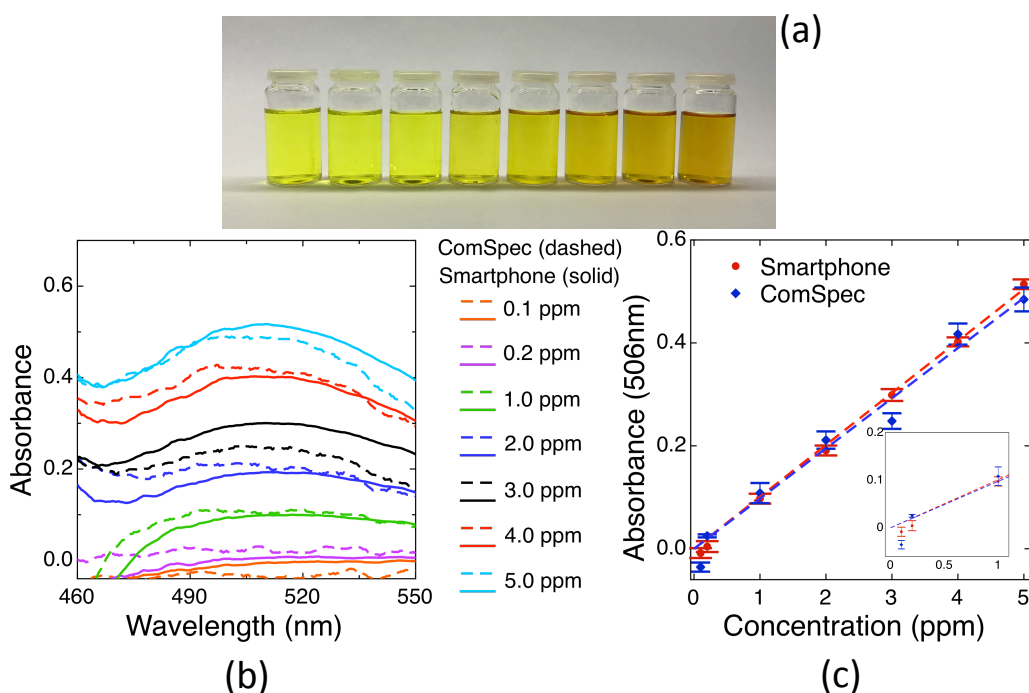 (a)
0.6
0.4
0.2
0.0
460
490
520
550
Absorbance
Wavelength (nm)
(b)
ComSpec (dashed)
Smartphone (solid)
0.1 ppm
0.2 ppm
1.0 ppm
2.0 ppm
3.0 ppm
4.0 ppm
5.0 ppm
0.6
0.4
0.2
0.0
0
1
2
3
4
5
Absorbance (506nm)
Concentration (ppm)
Smartphone
ComSpec
0.2
0.1
0
0
0.5
1
(c)